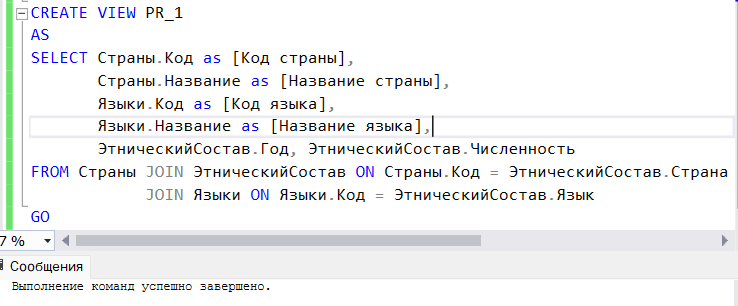 CREATE VIEW PR_1
AS
SELECT Страны.Код as [Код страны],
Страны.Название as [Название страны],
Языки.Код as [Код языка],
Языки.Название as [Название языка],
ЭтническийСостав.Год, ЭтническийСостав.Численность
FROM Страны JOIN ЭтническийСостав ON Страны.Код = ЭтническийСостав.Страна
JOIN Языки ON Языки.Код = ЭтническийСостав.Язык
GO
7 %
Сообщения
Выполнение команд успешно завершено.